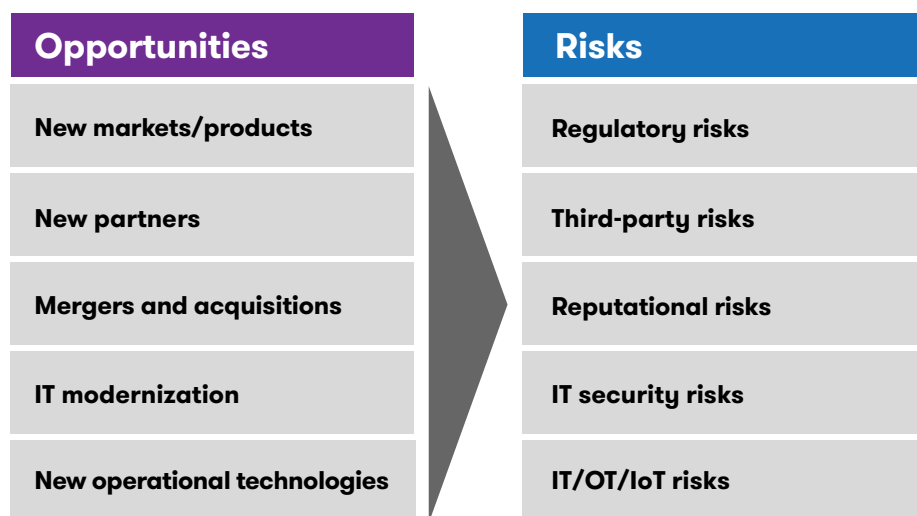 Opportunities
Risks
New markets/products
Regulatory risks
New partners
Third-party risks
Mergers and acquisitions
Reputational risks
IT modernization
IT security risks
New operational technologies
IT/OT/IoT risks